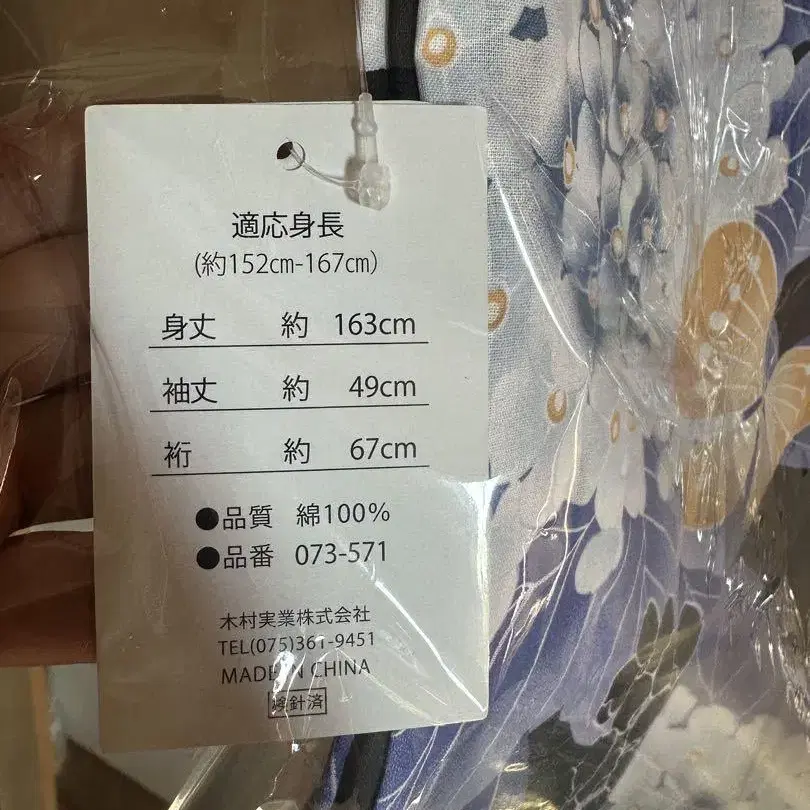 適応身長
(約152㎝-167㎝)
身丈 約 163cm
袖丈 約 49cm
裄 約 67cm
●品質 綿100%
●品番 073-571
木村実業株式会社
TEL(075)361-9451
MADE IN CHINA
検針済